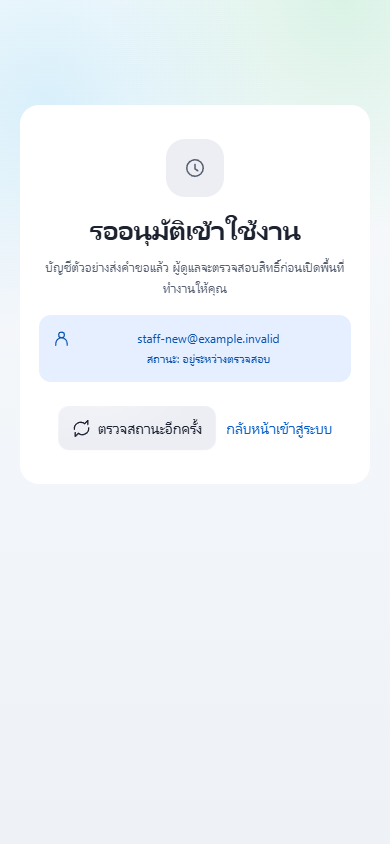 รออนุมัติเข้าใช้งาน
บัญชีตัวอย่างส่งคำขอแล้ว ผู้ดูแลจะตรวจสอบสิทธิ์ก่อนเปิดพื้นที่
ทำงานให้คุณ
staff-new@example.invalid
สถานะ: อยู่ระหว่างตรวจสอบ
ตรวจสถานะอีกครั้ง กลับหน้าเข้าสู่ระบบ